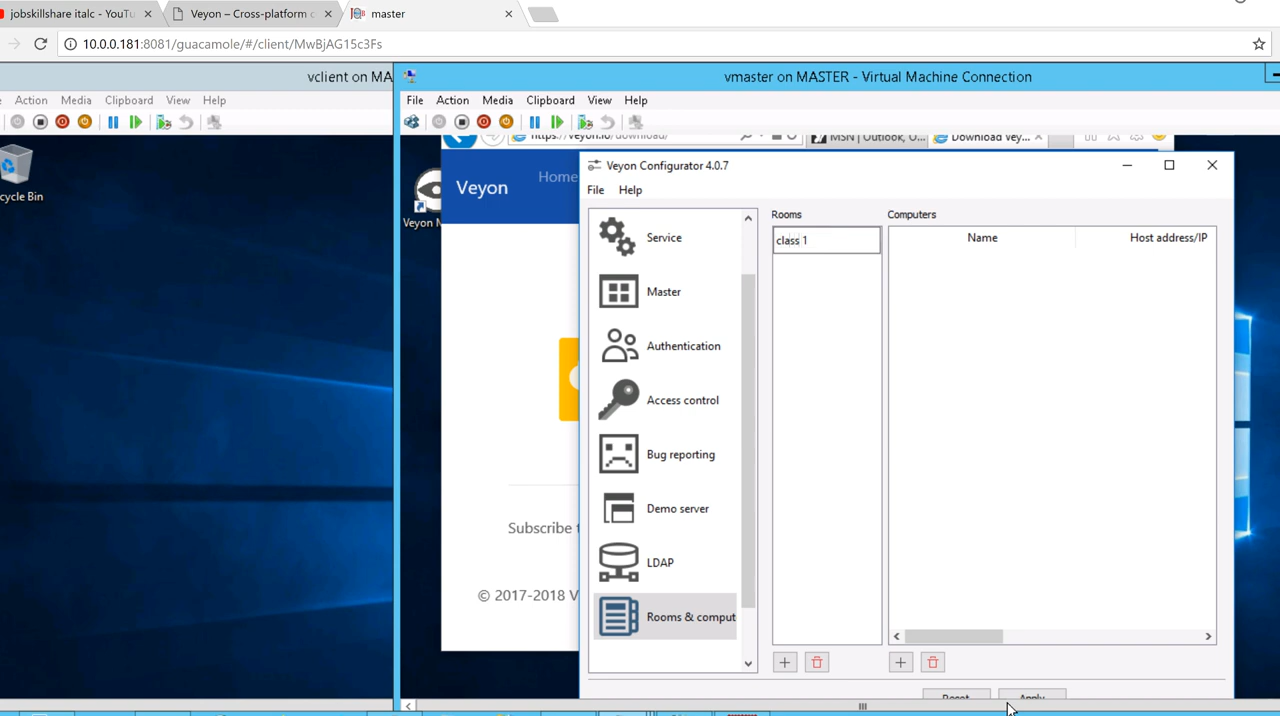 jobskillshare italc - YouTu
Veyon – Cross-platform c
master
10.0.0.181:8081/guacamole/#/client/MwBjAG15c3Fs
vclient on MA
vmaster on MASTER - Virtual Machine Connection
Action Media Clipboard View Help
File Action Media Clipboard View Help
https://veyon.io/download/
MSN | Outlook, O...
Download Vey...
cycle Bin
Veyon M
Veyon
Home
Veyon Configurator 4.0.7
File Help
Service
Master
Authentication
Access control
Bug reporting
Demo server
LDAP
Rooms & comput
Rooms
class 1
Computers
Name
Host address/IP
Subscribe t
© 2017-2018 V
Reset
Apply